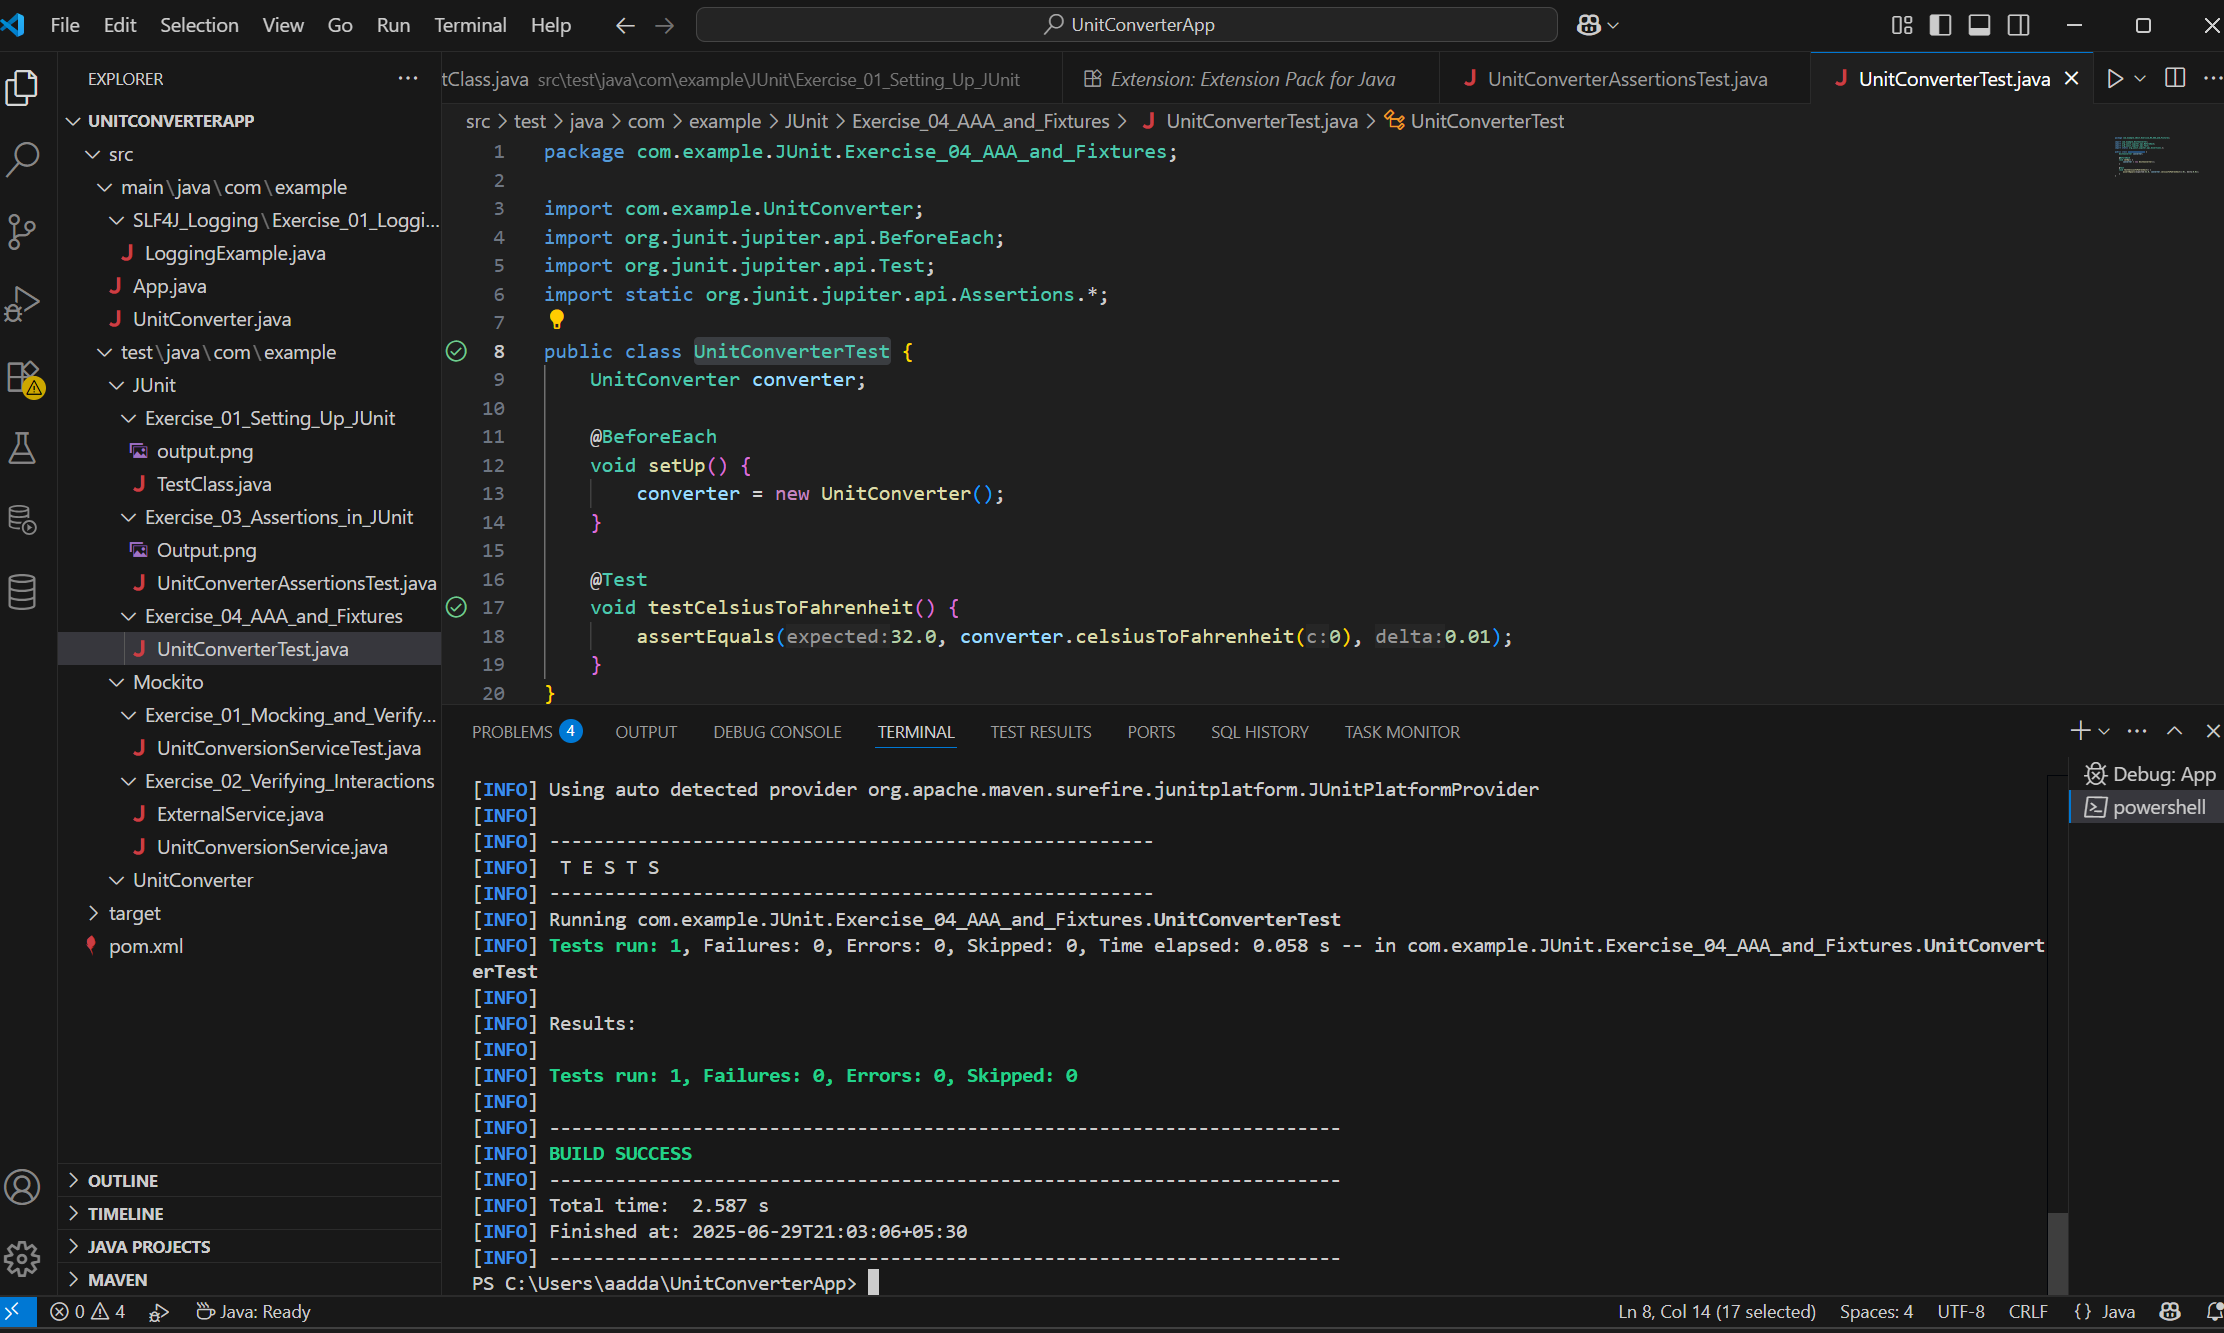 File Edit Selection View Go Run Terminal Help
UnitConverterApp
EXPLORER
UNITCONVERTERAPP
src
main\java\com\example
SLF4J_Logging\Exercise_01_Loggi...
LoggingExample.java
App.java
UnitConverter.java
test\java\com\example
JUnit
Exercise_01_Setting_Up_JUnit
output.png
TestClass.java
Exercise_03_Assertions_in_JUnit
Output.png
UnitConverterAssertionsTest.java
Exercise_04_AAA_and_Fixtures
UnitConverterTest.java
Mockito
Exercise_01_Mocking_and_Verify...
UnitConversionServiceTest.java
Exercise_02_Verifying_Interactions
ExternalService.java
UnitConversionService.java
UnitConverter
target
pom.xml
OUTLINE
TIMELINE
JAVA PROJECTS
MAVEN
tClass.java src\test\java\com\example\JUnit\Exercise_01_Setting_Up_JUnit
Extension: Extension Pack for Java
UnitConverterAssertionsTest.java
UnitConverterTest.java
src > test > java > com > example > JUnit > Exercise_04_AAA_and_Fixtures > UnitConverterTest.java > UnitConverterTest
1 package com.example.JUnit.Exercise_04_AAA_and_Fixtures;
2
3 import com.example.UnitConverter;
4 import org.junit.jupiter.api.BeforeEach;
5 import org.junit.jupiter.api.Test;
6 import static org.junit.jupiter.api.Assertions.*;
7
8 public class UnitConverterTest {
9 UnitConverter converter;
10
11 @BeforeEach
12 void setUp() {
13 converter = new UnitConverter();
14 }
15
16 @Test
17 void testCelsiusToFahrenheit() {
18 assertEquals(expected:32.0, converter.celsiusToFahrenheit(c:0), delta:0.01);
19 }
20 }
PROBLEMS 4 OUTPUT DEBUG CONSOLE TERMINAL TEST RESULTS PORTS SQL HISTORY TASK MONITOR
[INFO] Using auto detected provider org.apache.maven.surefire.junitplatform.JUnitPlatformProvider
[INFO]
[INFO] -------------------------------------------------------
[INFO]  T E S T S
[INFO] -------------------------------------------------------
[INFO] Running com.example.JUnit.Exercise_04_AAA_and_Fixtures.UnitConverterTest
[INFO] Tests run: 1, Failures: 0, Errors: 0, Skipped: 0, Time elapsed: 0.058 s -- in com.example.JUnit.Exercise_04_AAA_and_Fixtures.UnitConvert
erTest
[INFO]
[INFO] Results:
[INFO]
[INFO] Tests run: 1, Failures: 0, Errors: 0, Skipped: 0
[INFO]
[INFO] ------------------------------------------------------------------------
[INFO] BUILD SUCCESS
[INFO] ------------------------------------------------------------------------
[INFO] Total time:  2.587 s
[INFO] Finished at: 2025-06-29T21:03:06+05:30
[INFO] ------------------------------------------------------------------------
PS C:\Users\aadda\UnitConverterApp>
Debug: App
powershell
0 4 Java: Ready
Ln 8, Col 14 (17 selected) Spaces: 4 UTF-8 CRLF {} Java